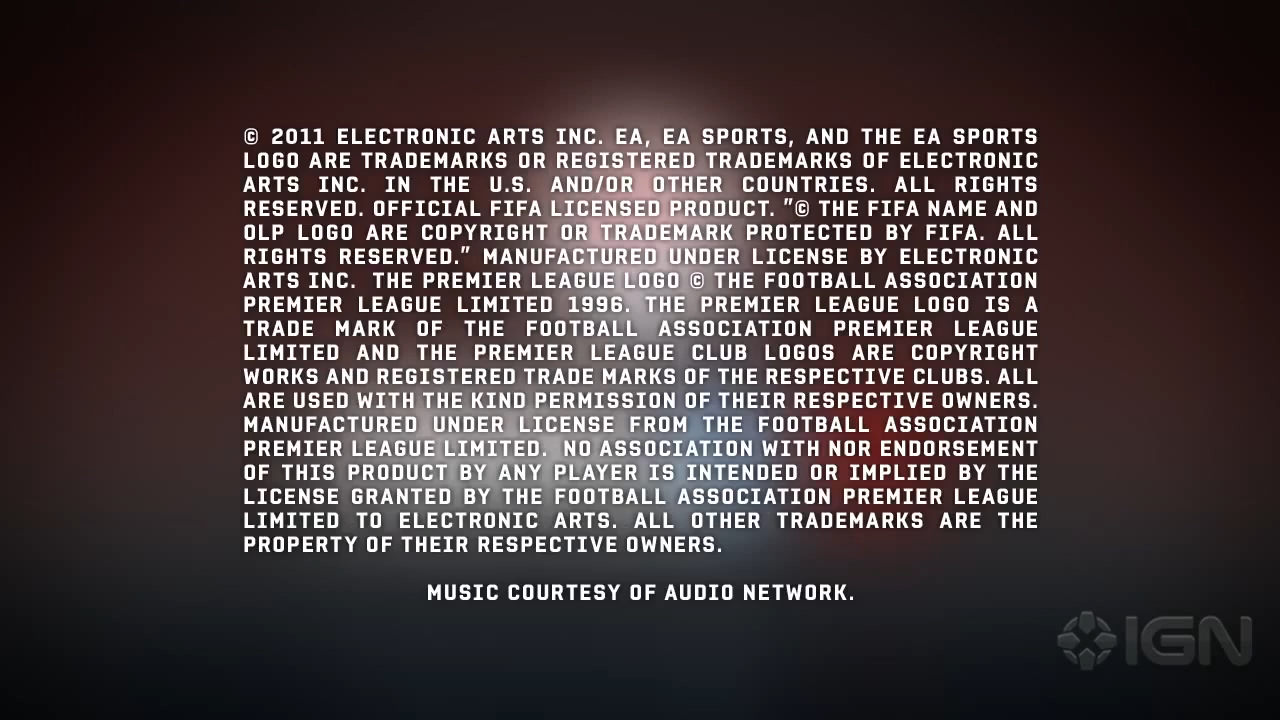 © 2011 ELECTRONIC ARTS INC. EA, EA SPORTS, AND THE EA SPORTS
LOGO ARE TRADEMARKS OR REGISTERED TRADEMARKS OF ELECTRONIC
ARTS INC. IN THE U.S. AND/OR OTHER COUNTRIES. ALL RIGHTS
RESERVED. OFFICIAL FIFA LICENSED PRODUCT. "© THE FIFA NAME AND
OLP LOGO ARE COPYRIGHT OR TRADEMARK PROTECTED BY FIFA. ALL
RIGHTS RESERVED." MANUFACTURED UNDER LICENSE BY ELECTRONIC
ARTS INC. THE PREMIER LEAGUE LOGO © THE FOOTBALL ASSOCIATION
PREMIER LEAGUE LIMITED 1996. THE PREMIER LEAGUE LOGO IS A
TRADE MARK OF THE FOOTBALL ASSOCIATION PREMIER LEAGUE
LIMITED AND THE PREMIER LEAGUE CLUB LOGOS ARE COPYRIGHT
WORKS AND REGISTERED TRADE MARKS OF THE RESPECTIVE CLUBS. ALL
ARE USED WITH THE KIND PERMISSION OF THEIR RESPECTIVE OWNERS.
MANUFACTURED UNDER LICENSE FROM THE FOOTBALL ASSOCIATION
PREMIER LEAGUE LIMITED. NO ASSOCIATION WITH NOR ENDORSEMENT
OF THIS PRODUCT BY ANY PLAYER IS INTENDED OR IMPLIED BY THE
LICENSE GRANTED BY THE FOOTBALL ASSOCIATION PREMIER LEAGUE
LIMITED TO ELECTRONIC ARTS. ALL OTHER TRADEMARKS ARE THE
PROPERTY OF THEIR RESPECTIVE OWNERS.
MUSIC COURTESY OF AUDIO NETWORK.
IGN